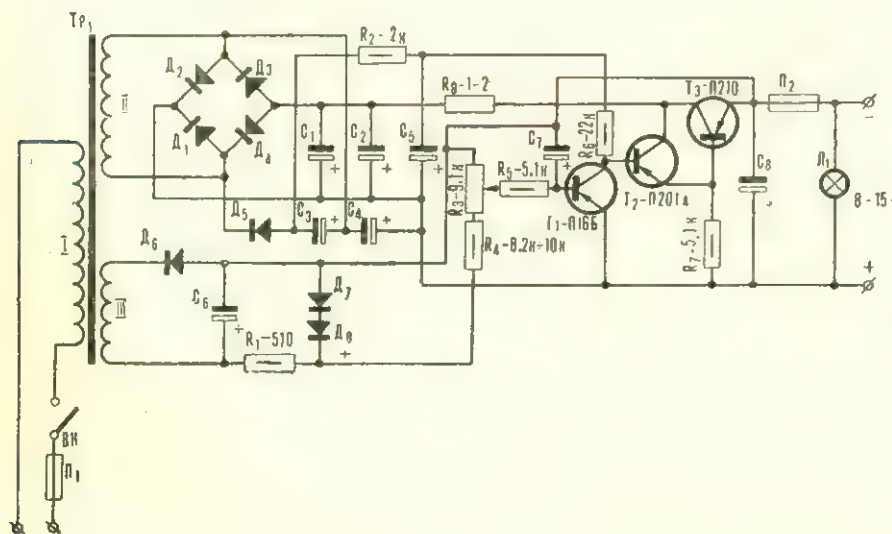 Тр₁
II
Д₂
Д₃
Д₁
Д₄
R₂-2к
R₈-1-2
Т₃-П210
П₂
C₁
C₂
C₅
C₇
R₆-22к
C₈
Л₁
8-15-
R₃-9.1к
R₅-5.1к
Т₂-П201А
Т₁-П16Б
Д₅
C₃
C₄
R₄-8.2к÷10к
R₇-5.1к
I
Д₆
III
C₆
Д₇
Д₈
R₁-510
ВК
П₁